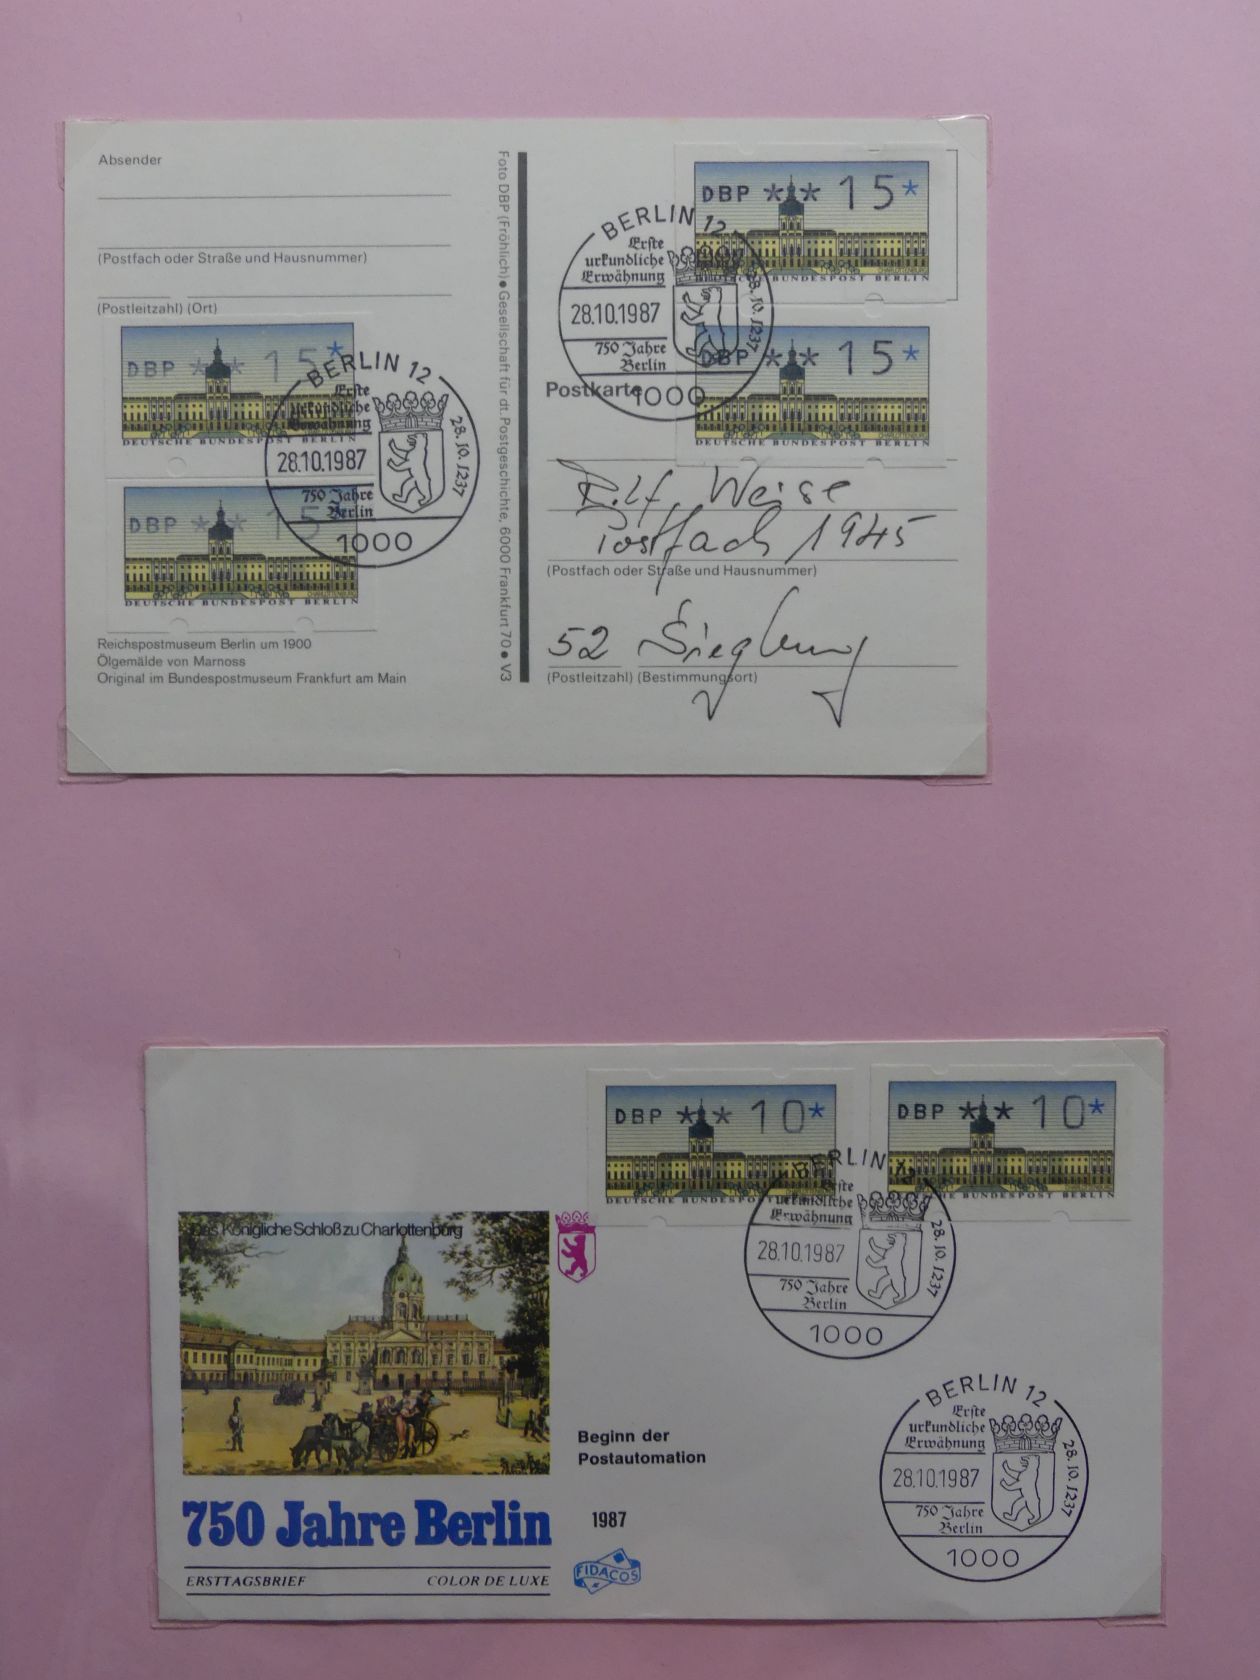 Absender
(Postfach oder Straße und Hausnummer)
(Postleitzahl) (Ort)
DBP ** 15*
DEUTSCHE BUNDESPOST BERLIN
DBP ** 15
CHARLOTTENBURG
DEUTSCHE BUNDESPOST BERLIN
BERLIN 12
Erste
urkundliche
Erwähnung
28.10.1987
750 Jahre
Berlin
28.10.1237
1000
Reichspostmuseum Berlin um 1900
Ölgemälde von Marnoss
Original im Bundespostmuseum Frankfurt am Main
Foto DBP (Fröhlich) • Gesellschaft für dt. Postgeschichte, 6000 Frankfurt 70 • V3
DBP ** 15*
CHARLOTTENBURG
DEUTSCHE BUNDESPOST BERLIN
DBP ** 15*
CHARLOTTENBURG
DEUTSCHE BUNDESPOST BERLIN
BERLIN 12
Erste
urkundliche
Erwähnung
28.10.1987
750 Jahre
Berlin
28.10.1237
1000
Postkarte
Rolf Weise
Postfach 1945
(Postfach oder Straße und Hausnummer)
52 Siegburg
(Postleitzahl) (Bestimmungsort)
DBP ** 10*
DEUTSCHE BUNDESPOST BERLIN
DBP ** 10*
CHARLOTTENBURG
DEUTSCHE BUNDESPOST BERLIN
BERLIN 12
Erste
urkundliche
Erwähnung
28.10.1987
750 Jahre
Berlin
28.10.1237
1000
Das Königliche Schloß zu Charlottenburg
Beginn der
Postautomation
1987
750 Jahre Berlin
ERSTTAGSBRIEF COLOR DE LUXE
FIDACOS
BERLIN 12
Erste
urkundliche
Erwähnung
28.10.1987
750 Jahre
Berlin
28.10.1237
1000